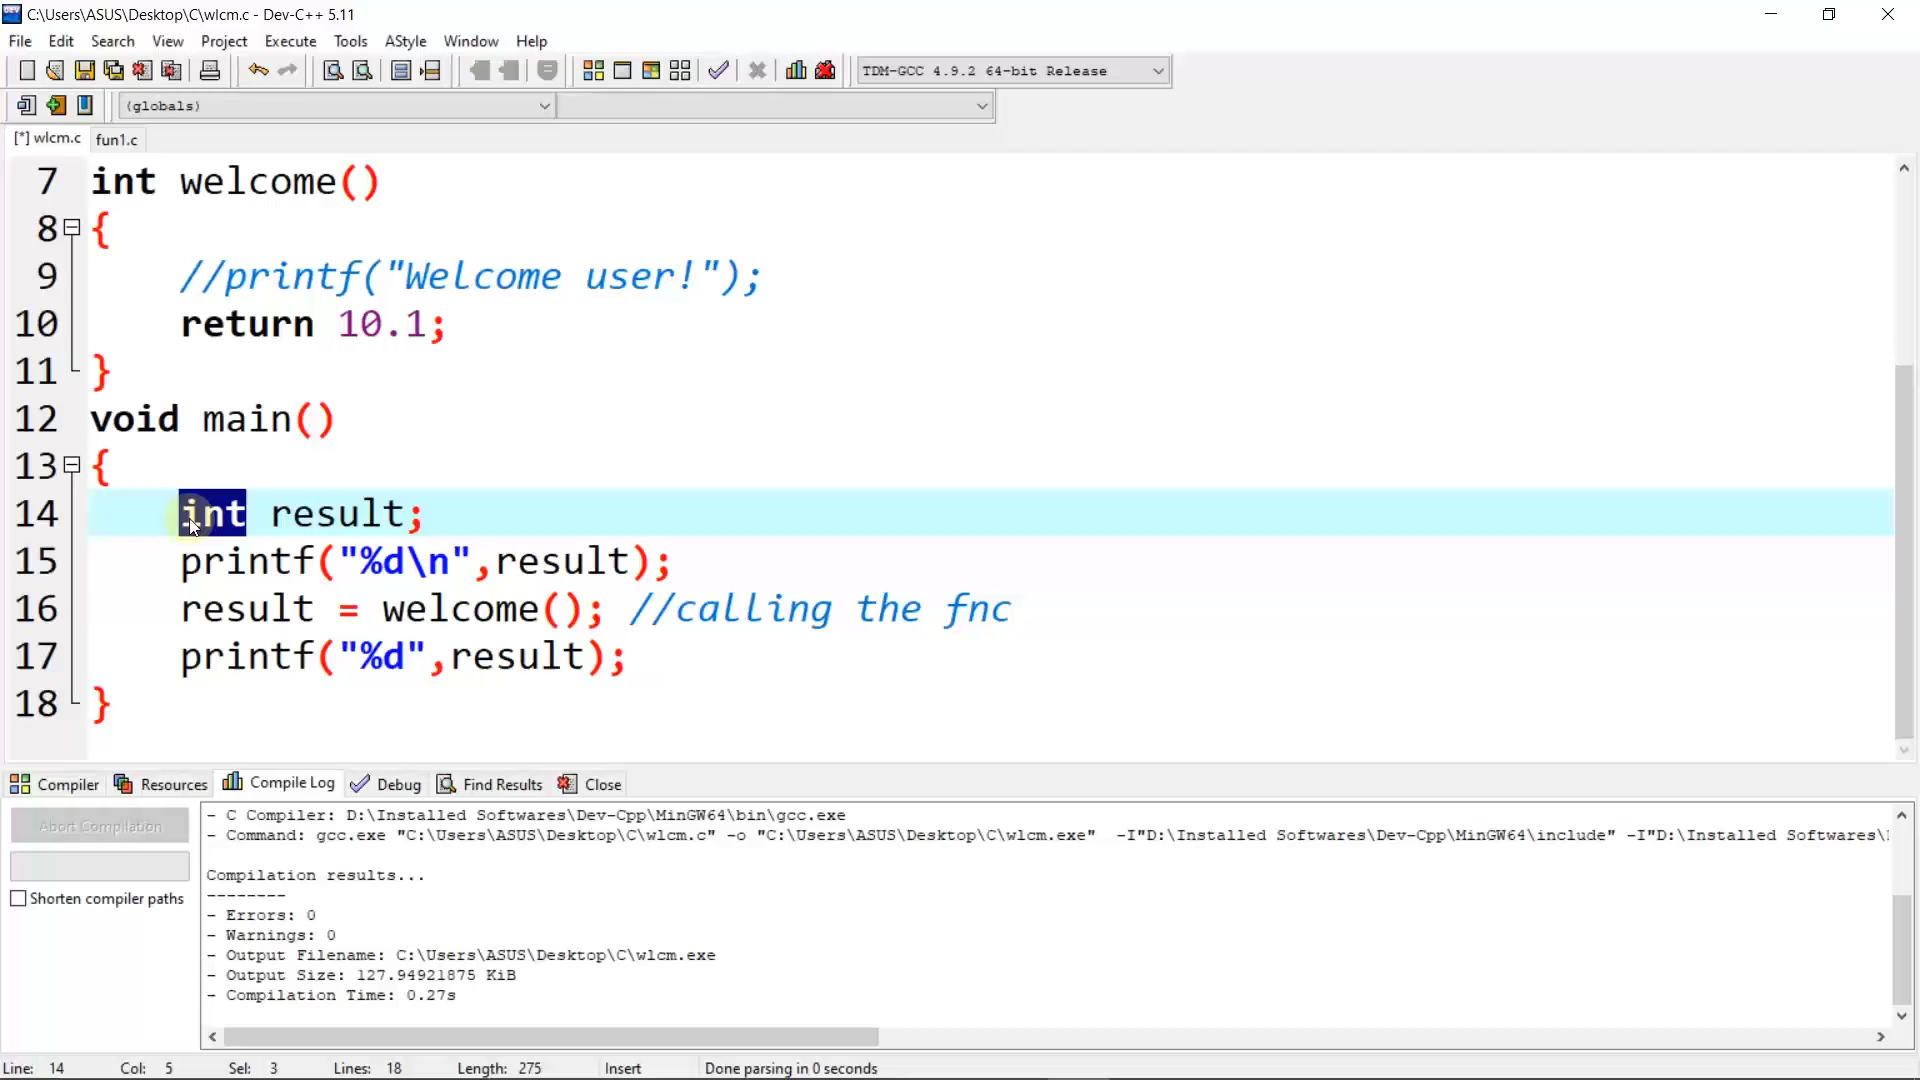 C:\Users\ASUS\Desktop\C\wlcm.c - Dev-C++ 5.11
File Edit Search View Project Execute Tools AStyle Window Help
TDM-GCC 4.9.2 64-bit Release
(globals)
[*] wlcm.c fun1.c
7 int welcome()
8 {
9 //printf("Welcome user!");
10 return 10.1;
11 }
12 void main()
13 {
14 int result;
15 printf("%d\n",result);
16 result = welcome(); //calling the fnc
17 printf("%d",result);
18 }
Compiler Resources Compile Log Debug Find Results Close
Abort Compilation
Shorten compiler paths
- C Compiler: D:\Installed Softwares\Dev-Cpp\MinGW64\bin\gcc.exe
- Command: gcc.exe "C:\Users\ASUS\Desktop\C\wlcm.c" -o "C:\Users\ASUS\Desktop\C\wlcm.exe" -I"D:\Installed Softwares\Dev-Cpp\MinGW64\include" -I"D:\Installed Softwares\
Compilation results...
--------
- Errors: 0
- Warnings: 0
- Output Filename: C:\Users\ASUS\Desktop\C\wlcm.exe
- Output Size: 127.94921875 KiB
- Compilation Time: 0.27s
Line: 14 Col: 5 Sel: 3 Lines: 18 Length: 275 Insert Done parsing in 0 seconds